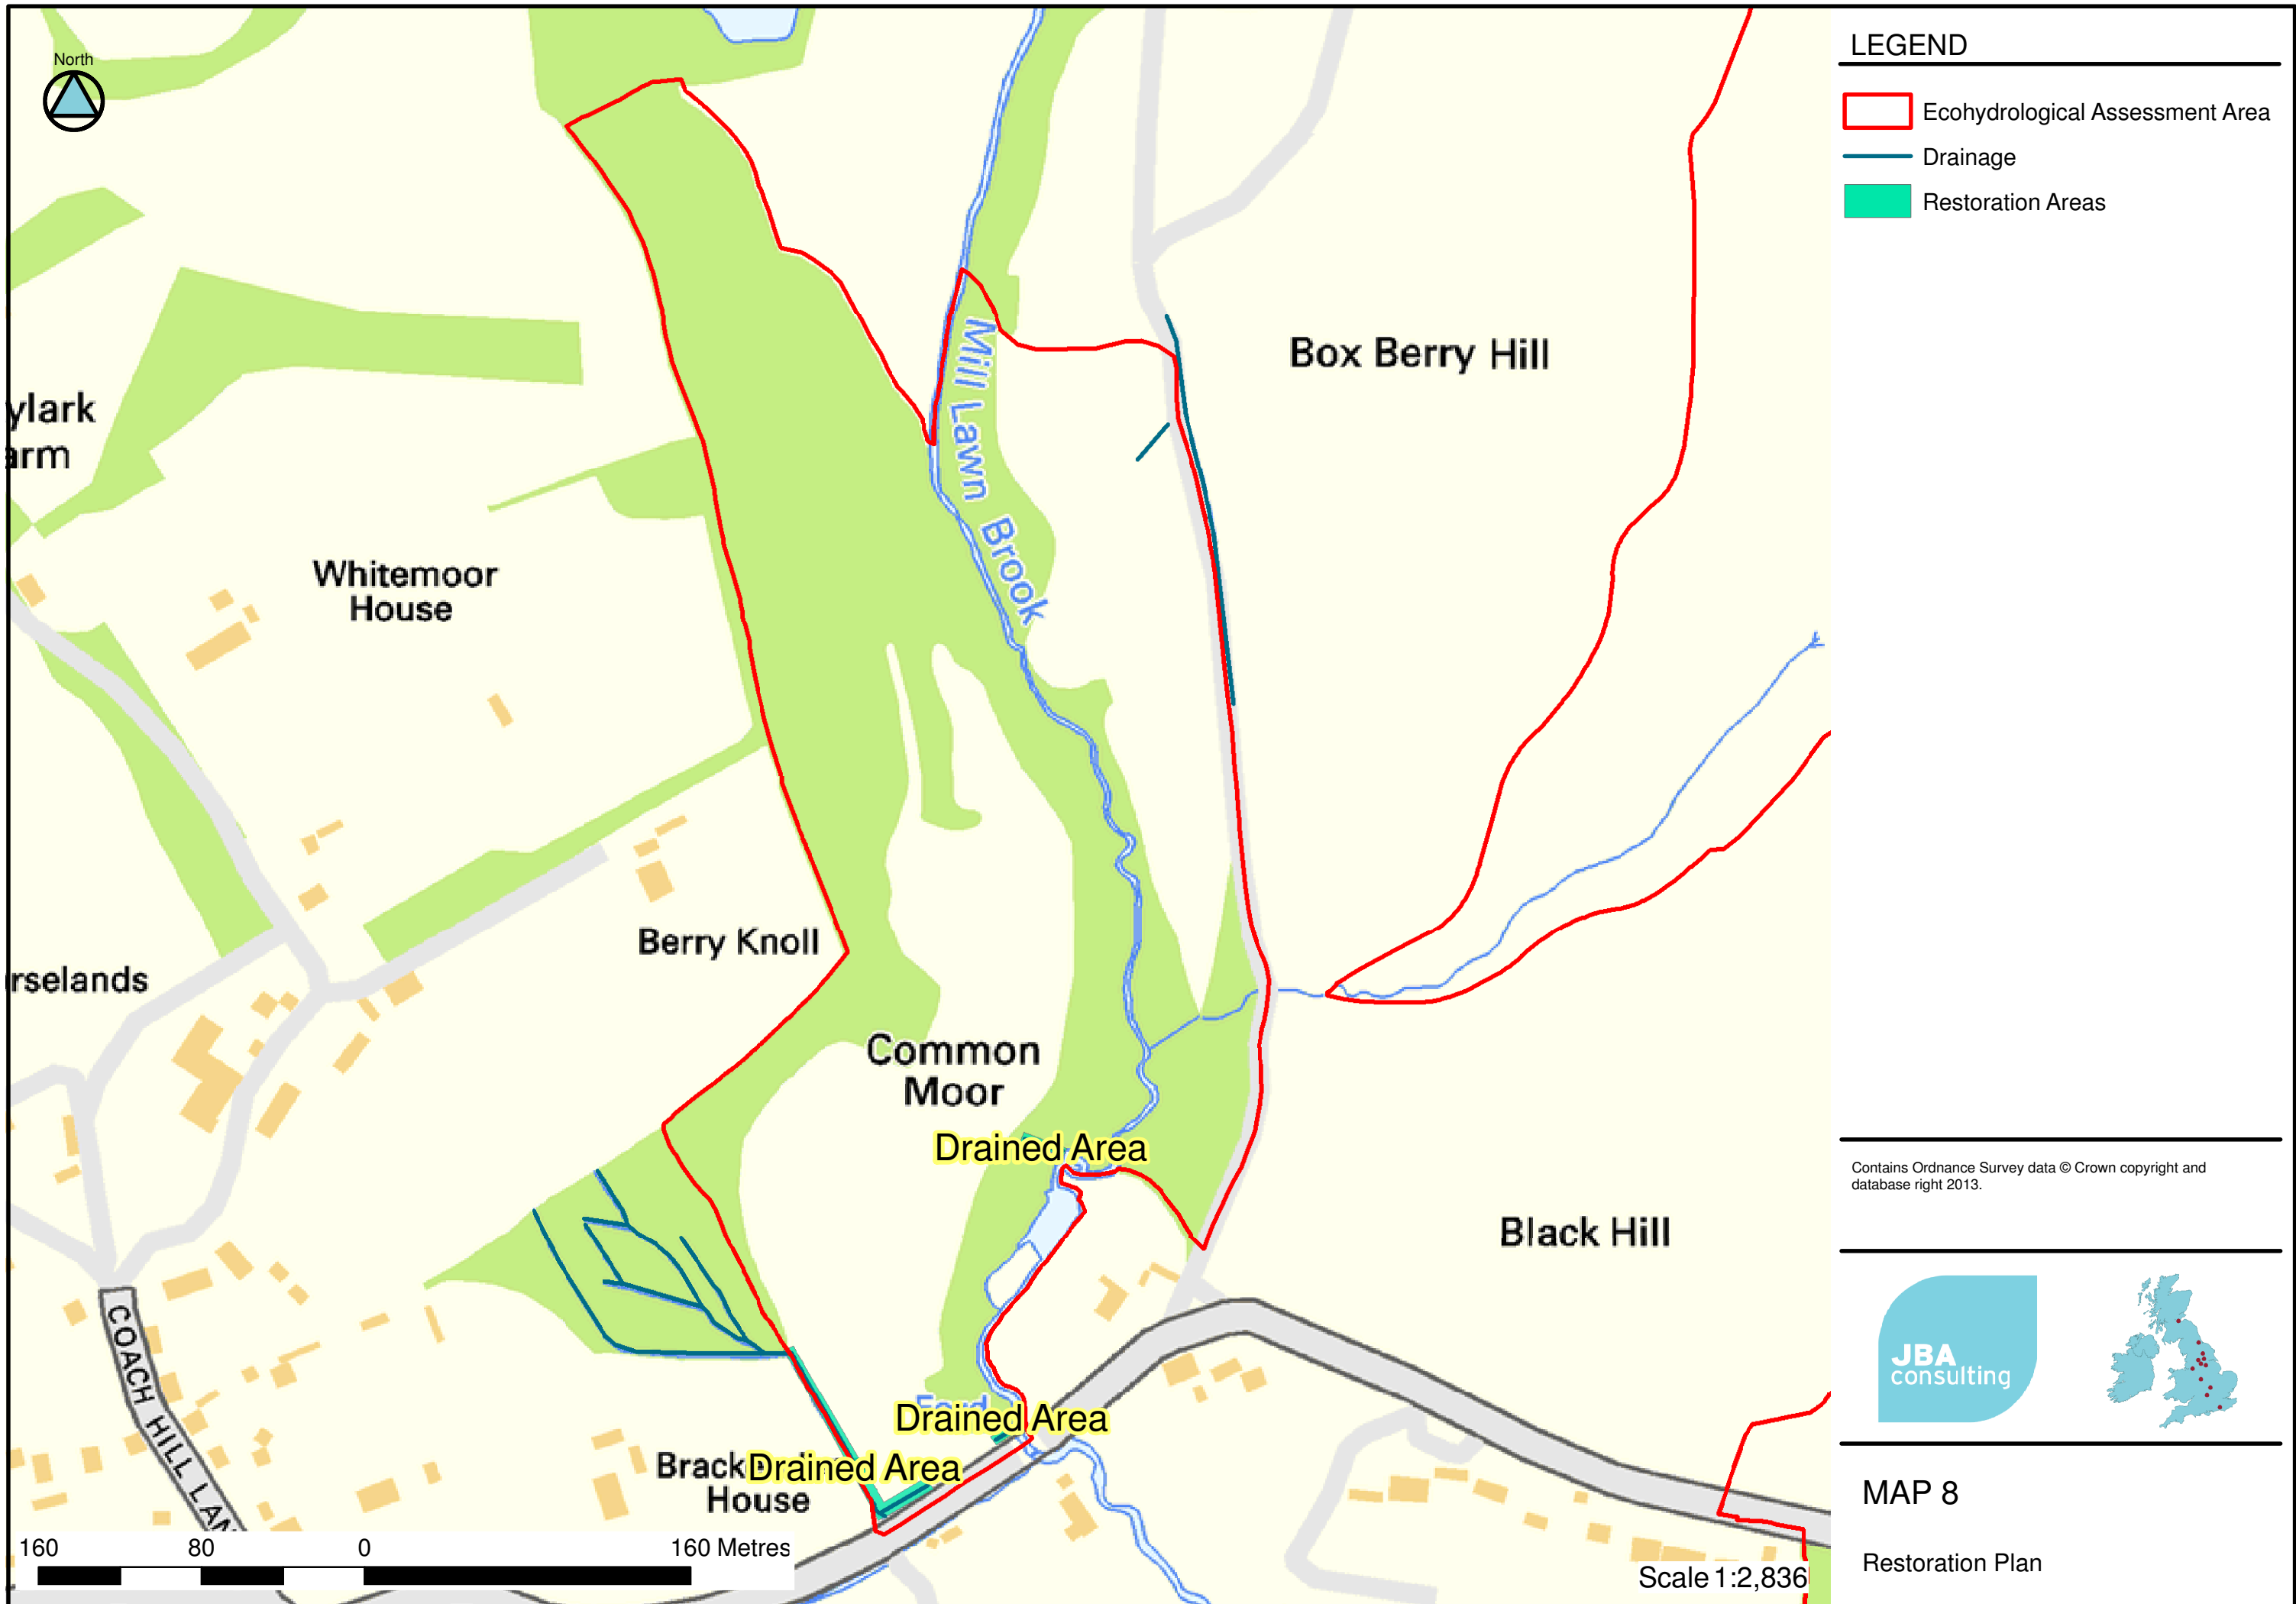 North
ylark
arm
Whitemoor
House
Box Berry Hill
Mill Lawn Brook
Berry Knoll
rselands
Common
Moor
Drained Area
Black Hill
COACH HILL LAN
Drained Area
Brack
Drained Area
House
160 80 0 160 Metres
Scale 1:2,836
LEGEND
Ecohydrological Assessment Area
Drainage
Restoration Areas
Contains Ordnance Survey data © Crown copyright and
database right 2013.
JBA
consulting
MAP 8
Restoration Plan